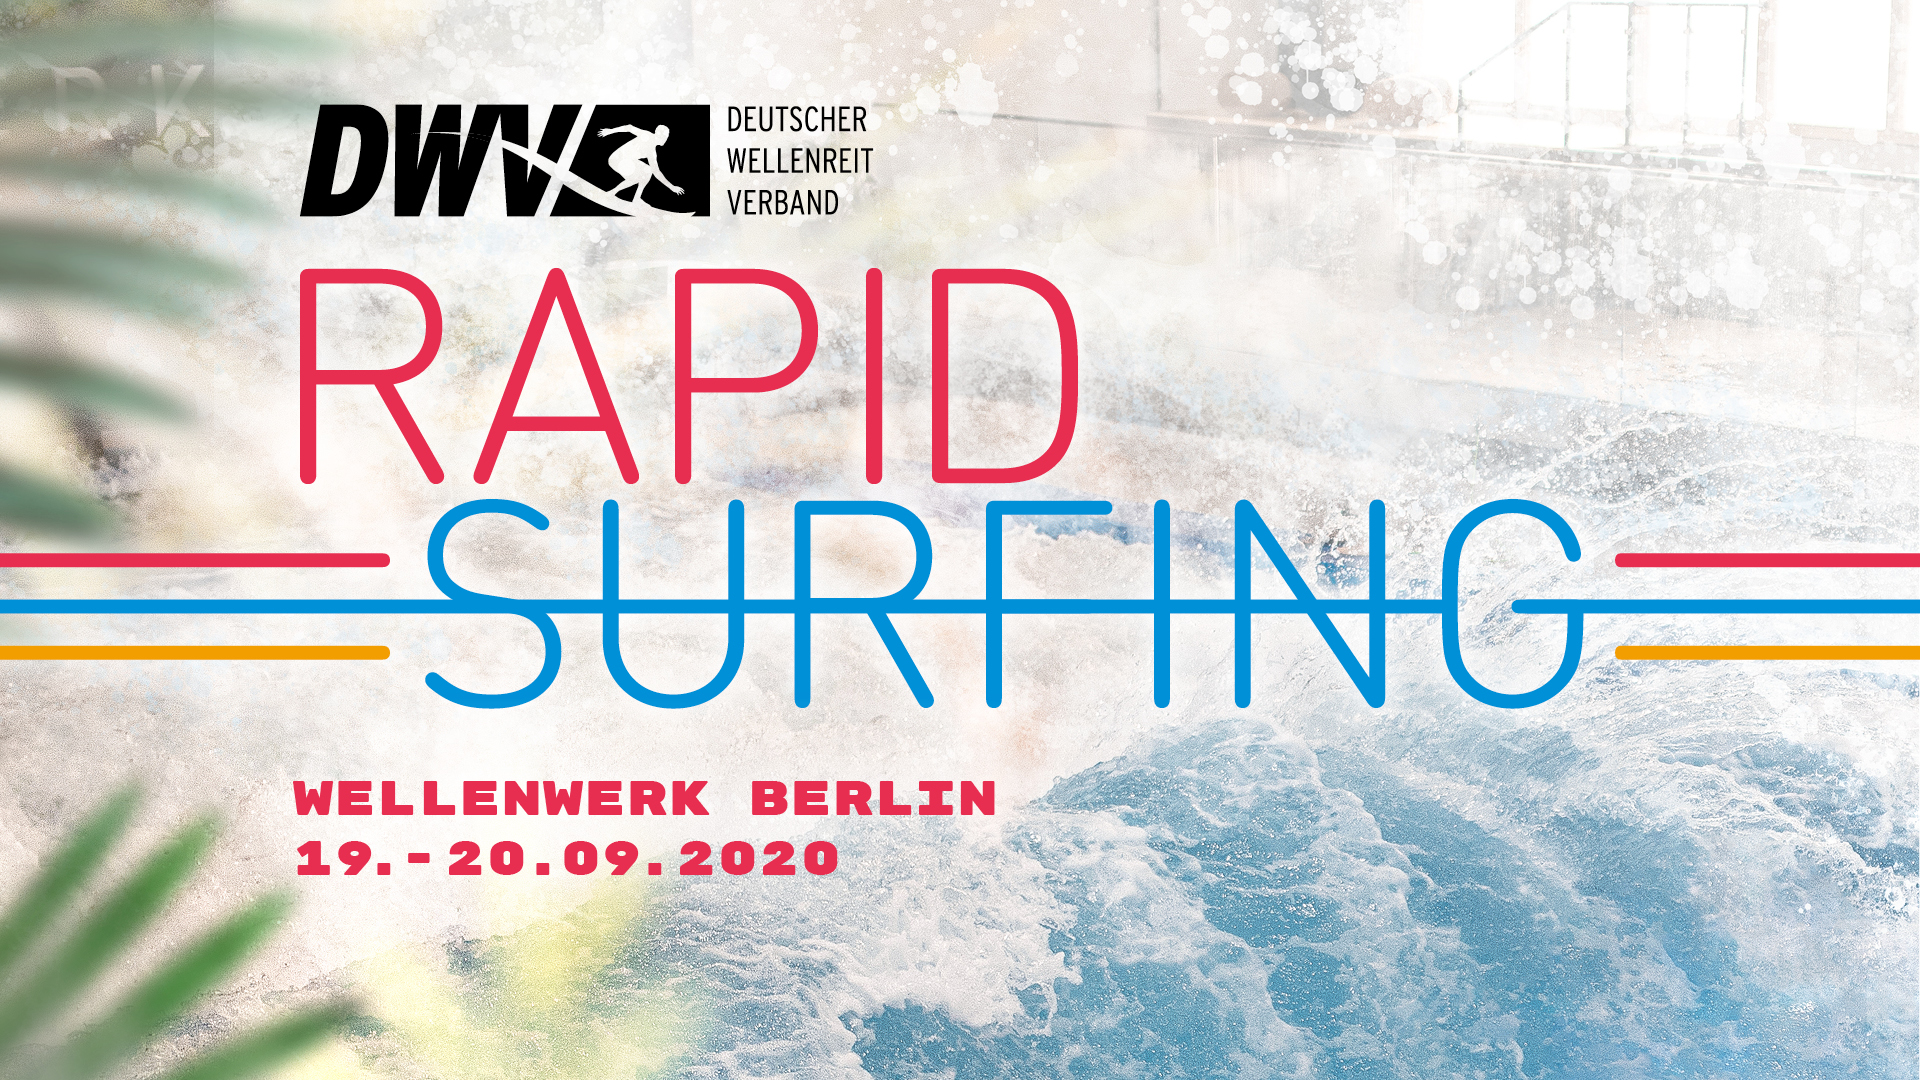 DWV
DEUTSCHER
WELLENREIT
VERBAND
RAPID
SURFING
WELLENWERK BERLIN
19.-20.09.2020